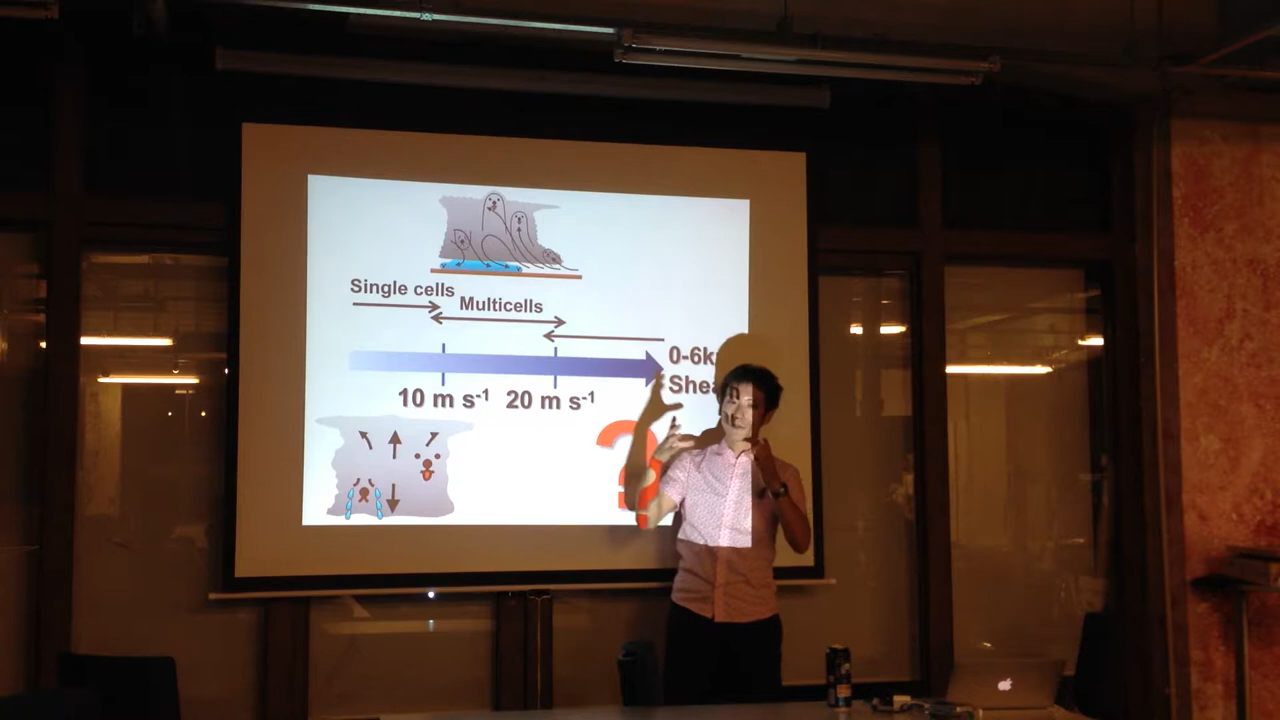 Single cells
Multicells
0-6k
Shea
10 m s-1 20 m s-1
?